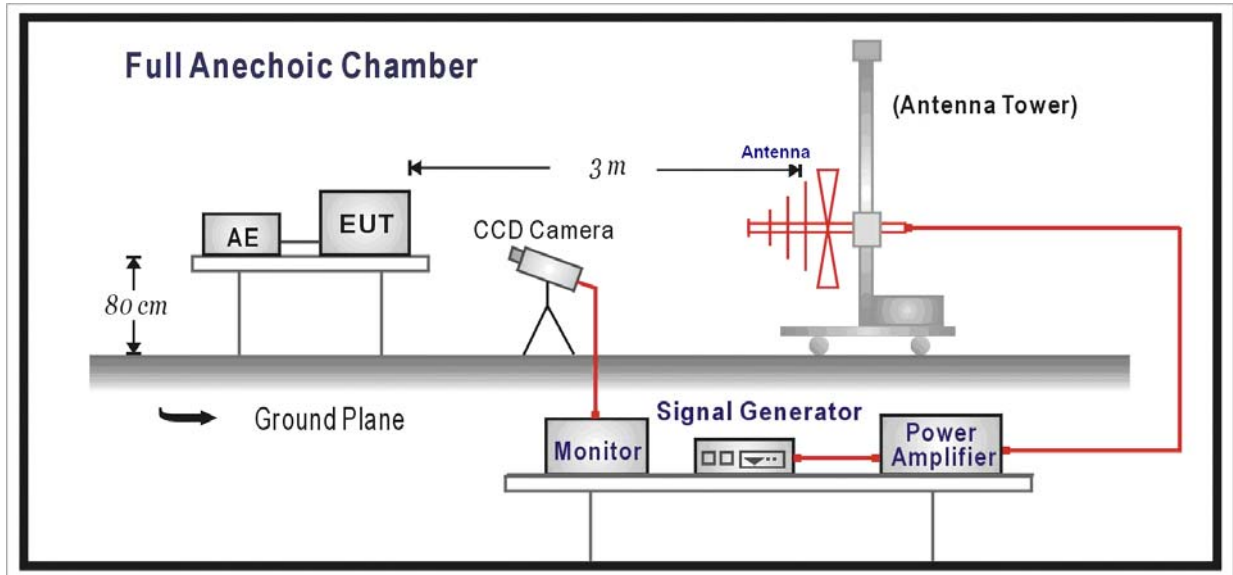 Full Anechoic Chamber
(Antenna Tower)
Antenna
3 m
AE
EUT
CCD Camera
80 cm
Ground Plane
Signal Generator
Monitor
Power
Amplifier